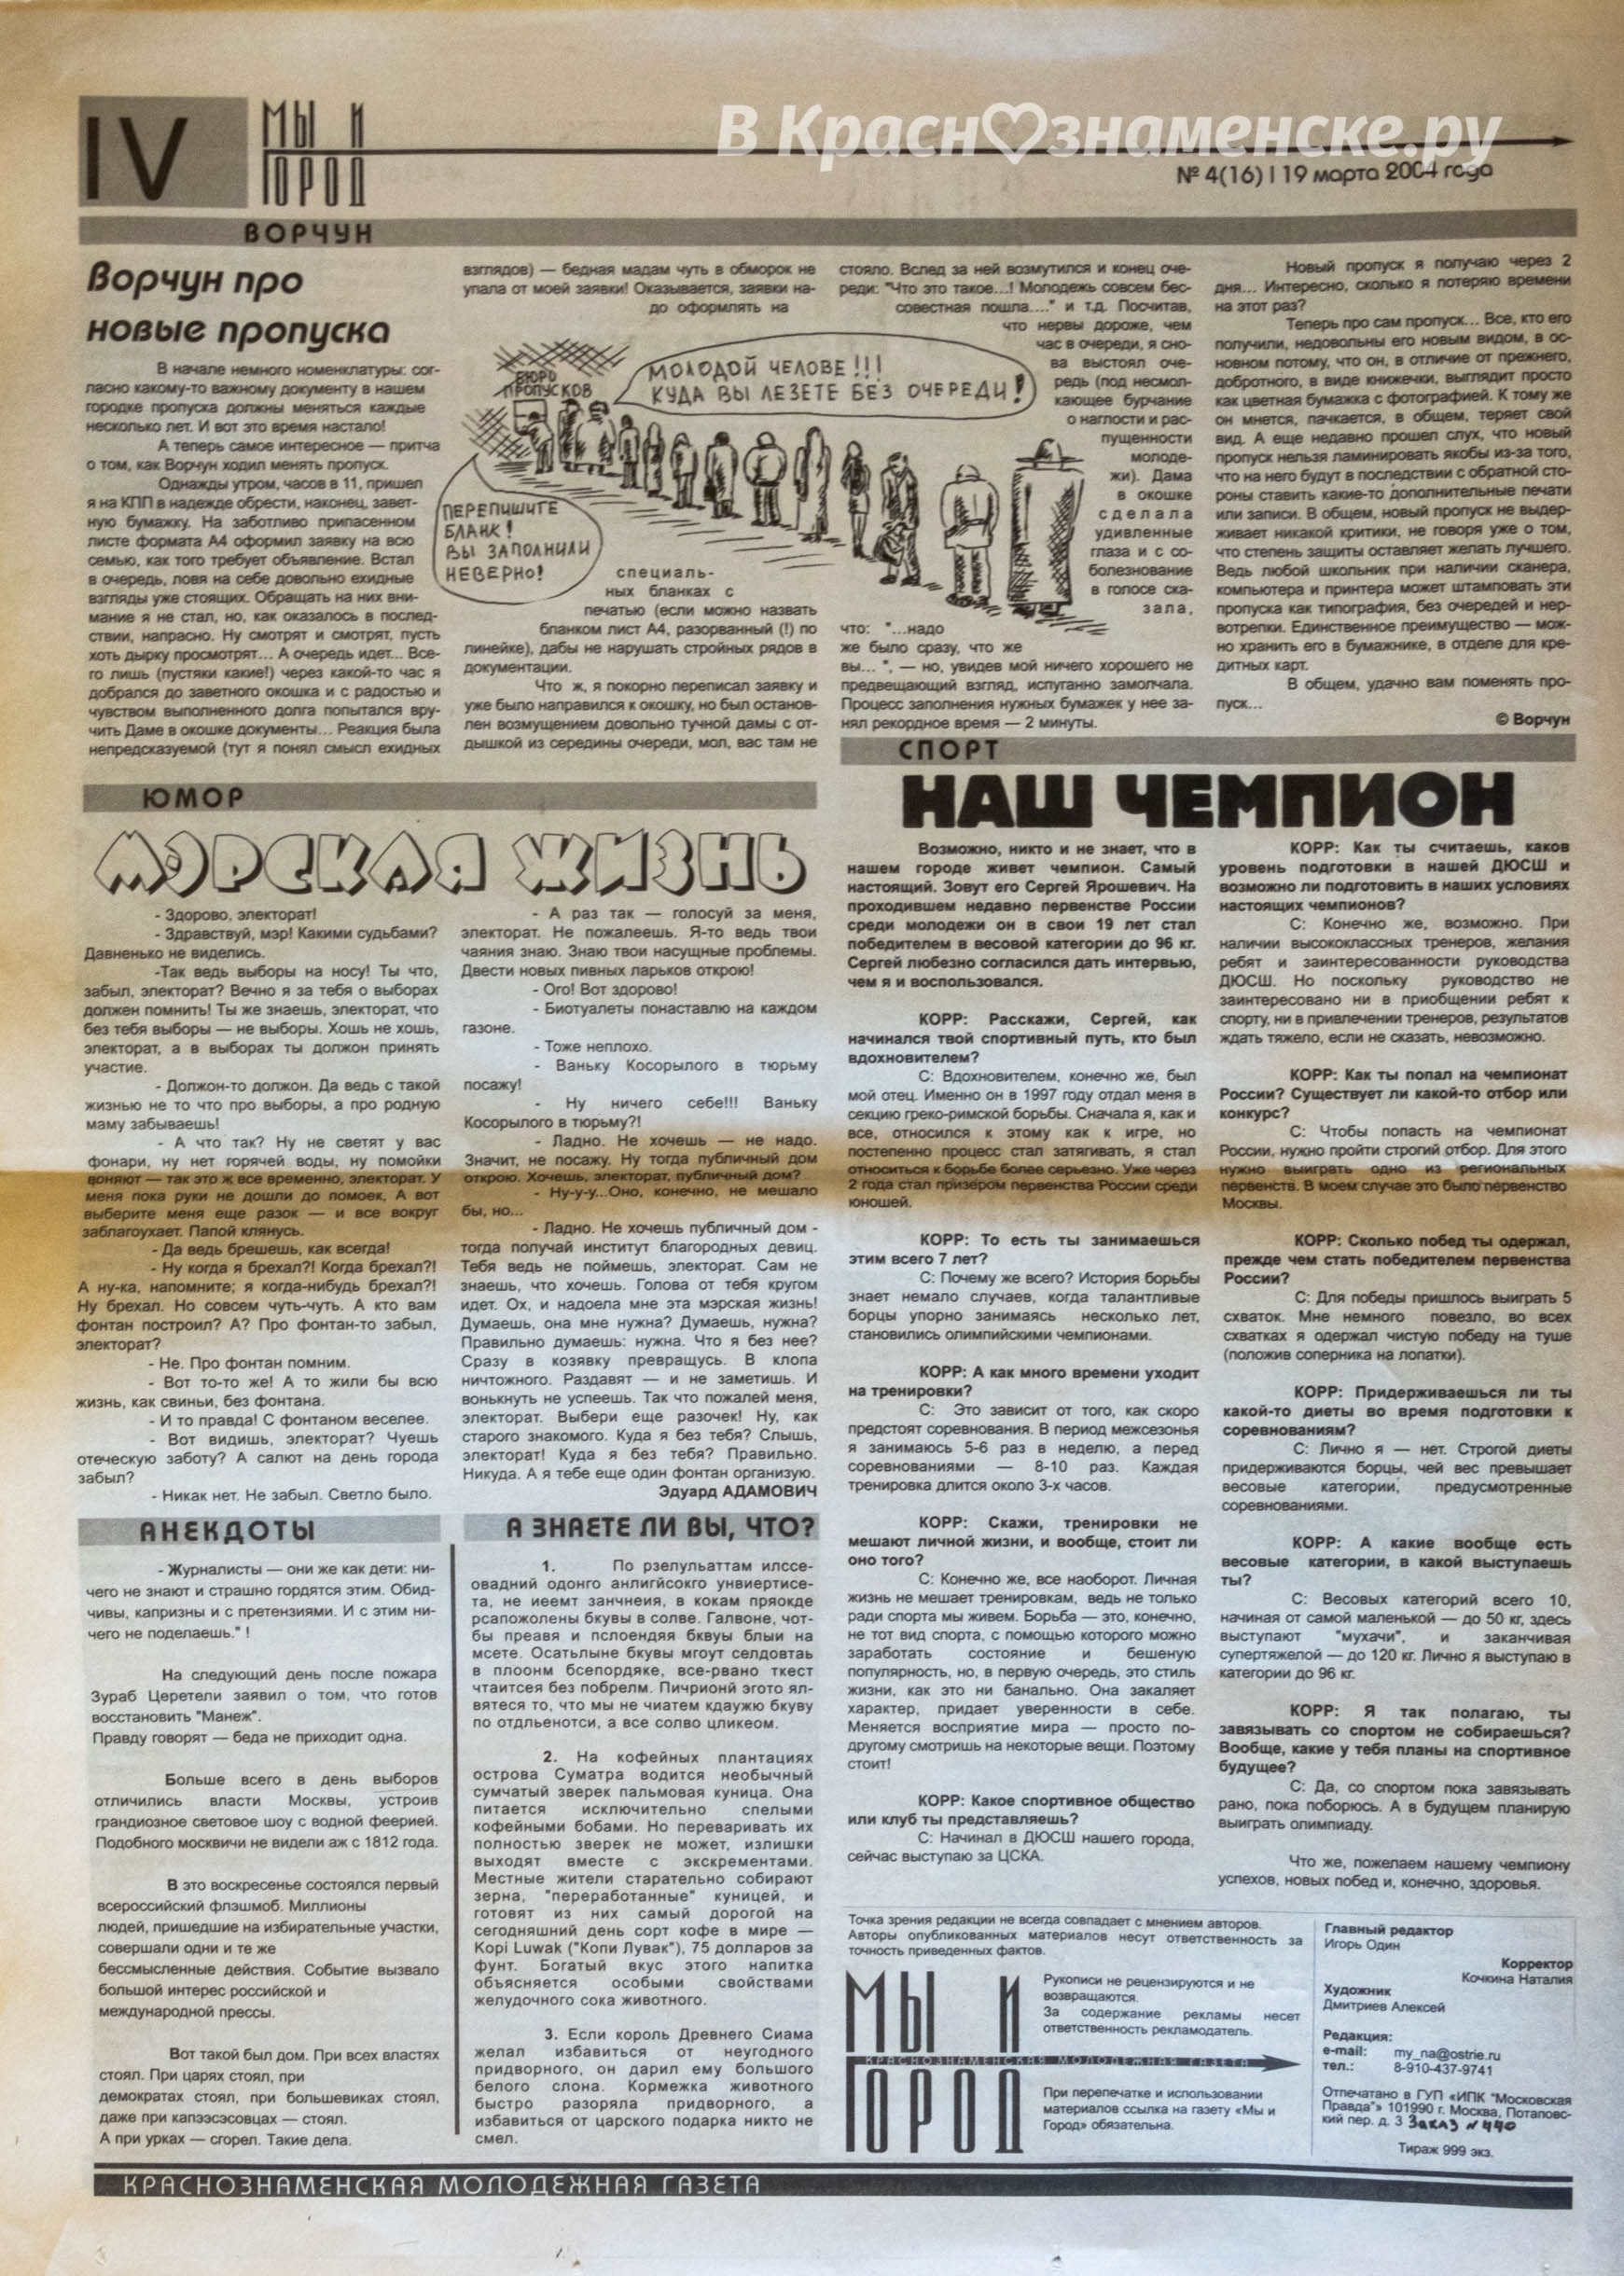 В Краснознаменске.ру
IV
МЫ И
ГОРОД
№ 4(16) | 19 марта 2004 года
ВОРЧУН
Ворчун про
новые пропуска
В начале немного номенклатуры: сог-
ласно какому-то важному документу в нашем
городке пропуска должны меняться каждые
несколько лет. И вот это время настало!
А теперь самое интересное — притча
о том, как Ворчун ходил менять пропуск.
Однажды утром, часов в 11, пришел
я на КПП в надежде обрести, наконец, завет-
ную бумажку. На заботливо припасенном
листе формата А4 оформил заявку на всю
семью, как того требует объявление. Встал
в очередь, ловя на себе довольно ехидные
взгляды уже стоящих. Обращать на них вни-
мание я не стал, но, как оказалось в послед-
ствии, напрасно. Ну смотрят и смотрят, пусть
хоть дырку просмотрят... А очередь идет... Все-
го лишь (пустяки какие!) через какой-то час я
добрался до заветного окошка и с радостью и
чувством выполненного долга попытался вру-
чить Даме в окошке документы... Реакция была
непредсказуемой (тут я понял смысл ехидных
взглядов) — бедная мадам чуть в обморок не
упала от моей заявки! Оказывается, заявки на-
до оформлять на
БЮРО
ПРОПУСКОВ
МОЛОДОЙ ЧЕЛОВЕ!!!
КУДА ВЫ ЛЕЗЕТЕ БЕЗ ОЧЕРЕДИ!
ПЕРЕПИШИТЕ
БЛАНК!
ВЫ ЗАПОЛНИЛИ
НЕВЕРНО!
специаль-
ных бланках с
печатью (если можно назвать
бланком лист А4, разорванный (!) по
линейке), дабы не нарушать стройных рядов в
документации.
Что ж, я покорно переписал заявку и
уже было направился к окошку, но был останов-
лен возмущением довольно тучной дамы с от-
дышкой из середины очереди, мол, вас там не
стояло. Вслед за ней возмутился и конец оче-
реди: "Что это такое...! Молодежь совсем бес-
совестная пошла...." и т.д. Посчитав,
что нервы дороже, чем
час в очереди, я сно-
ва выстоял оче-
редь (под несмол-
кающее бурчание
о наглости и рас-
пущенности
молоде-
жи). Дама
в окошке
сделала
удивленные
глаза и с со-
болезнование
в голосе ска-
зала,
что: "...надо
же было сразу, что же
вы... ", — но, увидев мой ничего хорошего не
предвещающий взгляд, испуганно замолчала.
Процесс заполнения нужных бумажек у нее за-
нял рекордное время — 2 минуты.
Новый пропуск я получаю через 2
дня... Интересно, сколько я потеряю времени
на этот раз?
Теперь про сам пропуск... Все, кто его
получили, недовольны его новым видом, в ос-
новном потому, что он, в отличие от прежнего,
добротного, в виде книжечки, выглядит просто
как цветная бумажка с фотографией. К тому же
он мнется, пачкается, в общем, теряет свой
вид. А еще недавно прошел слух, что новый
пропуск нельзя ламинировать якобы из-за того,
что на него будут в последствии с обратной сто-
роны ставить какие-то дополнительные печати
или записи. В общем, новый пропуск не выдер-
живает никакой критики, не говоря уже о том,
что степень защиты оставляет желать лучшего.
Ведь любой школьник при наличии сканера,
компьютера и принтера может штамповать эти
пропуска как типография, без очередей и нер-
вотрепки. Единственное преимущество — мож-
но хранить его в бумажнике, в отделе для кре-
дитных карт.
В общем, удачно вам поменять про-
пуск...
© Ворчун
ЮМОР
МЭРСКАЯ ЖИЗНЬ
- Здорово, электорат!
- Здравствуй, мэр! Какими судьбами?
Давненько не виделись.
-Так ведь выборы на носу! Ты что,
забыл, электорат? Вечно я за тебя о выборах
должен помнить! Ты же знаешь, электорат, что
без тебя выборы — не выборы. Хошь не хошь,
электорат, а в выборах ты должон принять
участие.
- Должон-то должон. Да ведь с такой
жизнью не то что про выборы, а про родную
маму забываешь!
- А что так? Ну не светят у вас
фонари, ну нет горячей воды, ну помойки
воняют — так это ж все временно, электорат. У
меня пока руки не дошли до помоек. А вот
выберите меня еще разок — и все вокруг
заблагоухает. Папой клянусь.
- Да ведь брешешь, как всегда!
- Ну когда я брехал?! Когда брехал?!
А ну-ка, напомните; я когда-нибудь брехал?!
Ну брехал. Но совсем чуть-чуть. А кто вам
фонтан построил? А? Про фонтан-то забыл,
электорат?
- Не. Про фонтан помним.
- Вот то-то же! А то жили бы всю
жизнь, как свиньи, без фонтана.
- И то правда! С фонтаном веселее.
- Вот видишь, электорат? Чуешь
отеческую заботу? А салют на день города
забыл?
- Никак нет. Не забыл. Светло было.
- А раз так — голосуй за меня,
электорат. Не пожалеешь. Я-то ведь твои
чаяния знаю. Знаю твои насущные проблемы.
Двести новых пивных ларьков открою!
- Ого! Вот здорово!
- Биотуалеты понаставлю на каждом
газоне.
- Тоже неплохо.
- Ваньку Косорылого в тюрьму
посажу!
- Ну ничего себе!!! Ваньку
Косорылого в тюрьму?!
- Ладно. Не хочешь — не надо.
Значит, не посажу. Ну тогда публичный дом
открою. Хочешь, электорат, публичный дом?
- Ну-у-у...Оно, конечно, не мешало
бы, но...
- Ладно. Не хочешь публичный дом -
тогда получай институт благородных девиц.
Тебя ведь не поймешь, электорат. Сам не
знаешь, что хочешь. Голова от тебя кругом
идет. Ох, и надоела мне эта мэрская жизнь!
Думаешь, она мне нужна? Думаешь, нужна?
Правильно думаешь: нужна. Что я без нее?
Сразу в козявку превращусь. В клопа
ничтожного. Раздавят — и не заметишь. И
вонькнуть не успеешь. Так что пожалей меня,
электорат. Выбери еще разочек! Ну, как
старого знакомого. Куда я без тебя? Слышь,
электорат! Куда я без тебя? Правильно.
Никуда. А я тебе еще один фонтан организую.
Эдуард АДАМОВИЧ
СПОРТ
НАШ ЧЕМПИОН
Возможно, никто и не знает, что в
нашем городе живет чемпион. Самый
настоящий. Зовут его Сергей Ярошевич. На
проходившем недавно первенстве России
среди молодежи он в свои 19 лет стал
победителем в весовой категории до 96 кг.
Сергей любезно согласился дать интервью,
чем я и воспользовался.
КОРР: Расскажи, Сергей, как
начинался твой спортивный путь, кто был
вдохновителем?
С: Вдохновителем, конечно же, был
мой отец. Именно он в 1997 году отдал меня в
секцию греко-римской борьбы. Сначала я, как и
все, относился к этому как к игре, но
постепенно процесс стал затягивать, я стал
относиться к борьбе более серьезно. Уже через
2 года стал призером первенства России среди
юношей.
КОРР: То есть ты занимаешься
этим всего 7 лет?
С: Почему же всего? История борьбы
знает немало случаев, когда талантливые
борцы упорно занимаясь несколько лет,
становились олимпийскими чемпионами.
КОРР: А как много времени уходит
на тренировки?
С: Это зависит от того, как скоро
предстоят соревнования. В период межсезонья
я занимаюсь 5-6 раз в неделю, а перед
соревнованиями — 8-10 раз. Каждая
тренировка длится около 3-х часов.
КОРР: Скажи, тренировки не
мешают личной жизни, и вообще, стоит ли
оно того?
С: Конечно же, все наоборот. Личная
жизнь не мешает тренировкам, ведь не только
ради спорта мы живем. Борьба — это, конечно,
не тот вид спорта, с помощью которого можно
заработать состояние и бешеную
популярность, но, в первую очередь, это стиль
жизни, как это ни банально. Она закаляет
характер, придает уверенности в себе.
Меняется восприятие мира — просто по-
другому смотришь на некоторые вещи. Поэтому
стоит!
КОРР: Какое спортивное общество
или клуб ты представляешь?
С: Начинал в ДЮСШ нашего города,
сейчас выступаю за ЦСКА.
КОРР: Как ты считаешь, каков
уровень подготовки в нашей ДЮСШ и
возможно ли подготовить в наших условиях
настоящих чемпионов?
С: Конечно же, возможно. При
наличии высококлассных тренеров, желания
ребят и заинтересованности руководства
ДЮСШ. Но поскольку руководство не
заинтересовано ни в приобщении ребят к
спорту, ни в привлечении тренеров, результатов
ждать тяжело, если не сказать, невозможно.
КОРР: Как ты попал на чемпионат
России? Существует ли какой-то отбор или
конкурс?
С: Чтобы попасть на чемпионат
России, нужно пройти строгий отбор. Для этого
нужно выиграть одно из региональных
первенств. В моем случае это было первенство
Москвы.
КОРР: Сколько побед ты одержал,
прежде чем стать победителем первенства
России?
С: Для победы пришлось выиграть 5
схваток. Мне немного повезло, во всех
схватках я одержал чистую победу на туше
(положив соперника на лопатки).
КОРР: Придерживаешься ли ты
какой-то диеты во время подготовки к
соревнованиям?
С: Лично я — нет. Строгой диеты
придерживаются борцы, чей вес превышает
весовые категории, предусмотренные
соревнованиями.
КОРР: А какие вообще есть
весовые категории, в какой выступаешь
ты?
С: Весовых категорий всего 10,
начиная от самой маленькой — до 50 кг, здесь
выступают "мухачи", и заканчивая
супертяжелой — до 120 кг. Лично я выступаю в
категории до 96 кг.
КОРР: Я так полагаю, ты
завязывать со спортом не собираешься?
Вообще, какие у тебя планы на спортивное
будущее?
С: Да, со спортом пока завязывать
рано, пока поборюсь. А в будущем планирую
выиграть олимпиаду.
Что же, пожелаем нашему чемпиону
успехов, новых побед и, конечно, здоровья.
АНЕКДОТЫ
- Журналисты — они же как дети: ни-
чего не знают и страшно гордятся этим. Обид-
чивы, капризны и с претензиями. И с этим ни-
чего не поделаешь." !
На следующий день после пожара
Зураб Церетели заявил о том, что готов
восстановить "Манеж".
Правду говорят — беда не приходит одна.
Больше всего в день выборов
отличились власти Москвы, устроив
грандиозное световое шоу с водной феерией.
Подобного москвичи не видели аж с 1812 года.
В это воскресенье состоялся первый
всероссийский флэшмоб. Миллионы
людей, пришедшие на избирательные участки,
совершали одни и те же
бессмысленные действия. Событие вызвало
большой интерес российской и
международной прессы.
Вот такой был дом. При всех властях
стоял. При царях стоял, при
демократах стоял, при большевиках стоял,
даже при капээсэсовцах — стоял.
А при урках — сгорел. Такие дела.
А ЗНАЕТЕ ЛИ ВЫ, ЧТО?
1. По рзелульаттам илссе-
овадний одонго анлигйсокго унвиертисе-
та, не иеемт занчнеия, в кокам пряокде
рсапожолены бкувы в солве. Галвоне, чот-
бы преавя и пслоендяя бквуы блыи на
мсете. Осатьлыне бкувы мгоут селдовтаь
в плоонм бсепордяке, все-рвано ткест
чтаитсея без побрелм. Пичриой эгото ял-
вятеся то, что мы не чиатем кдаужю бкуву
по отдльенотси, а все солво цликеом.
2. На кофейных плантациях
острова Суматра водится необычный
сумчатый зверек пальмовая куница. Она
питается исключительно спелыми
кофейными бобами. Но переваривать их
полностью зверек не может, излишки
выходят вместе с экскрементами.
Местные жители старательно собирают
зерна, "переработанные" куницей, и
готовят из них самый дорогой на
сегодняшний день сорт кофе в мире —
Kopi Luwak ("Копи Лувак"), 75 долларов за
фунт. Богатый вкус этого напитка
объясняется особыми свойствами
желудочного сока животного.
3. Если король Древнего Сиама
желал избавиться от неугодного
придворного, он дарил ему большого
белого слона. Кормежка животного
быстро разоряла придворного, а
избавиться от царского подарка никто не
смел.
Точка зрения редакции не всегда совпадает с мнением авторов.
Авторы опубликованных материалов несут ответственность за
точность приведенных фактов.
МЫ И
ГОРОД
КРАСНОЗНАМЕНСКАЯ МОЛОДЕЖНАЯ ГАЗЕТА
Рукописи не рецензируются и не
возвращаются.
За содержание рекламы несет
ответственность рекламодатель.
При перепечатке и использовании
материалов ссылка на газету «Мы и
Город» обязательна.
Главный редактор
Игорь Один
Корректор
Кочкина Наталия
Художник
Дмитриев Алексей
Редакция:
e-mail: my_na@ostrie.ru
тел.: 8-910-437-9741
Отпечатано в ГУП «ИПК "Московская
Правда"» 101990 г. Москва, Потаповс-
кий пер. д. 3 Заказ № 440
Тираж 999 экз.
КРАСНОЗНАМЕНСКАЯ МОЛОДЕЖНАЯ ГАЗЕТА